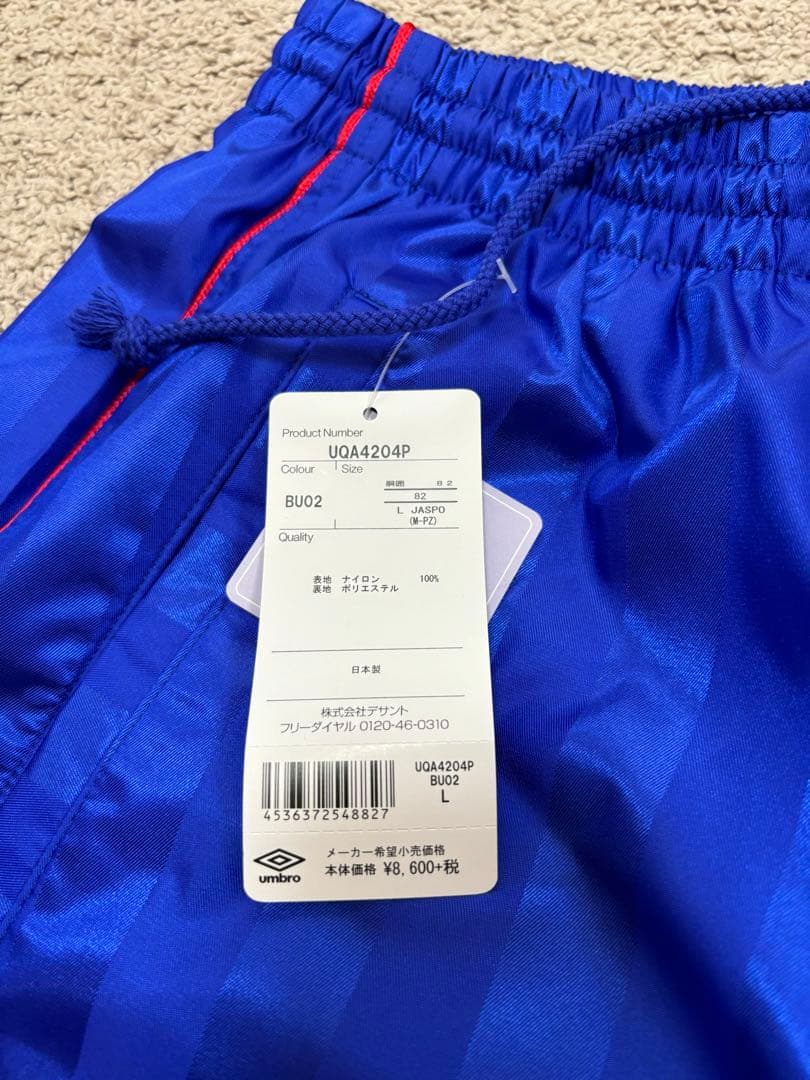 Product Number
UQA4204P
Colour
Size
BU02
胴囲 82
82
L JASPO
(M-PZ)
Quality
表地 ナイロン 100%
裏地 ポリエステル
日本製
株式会社デサント
フリーダイヤル 0120-46-0310
UQA4204P
BU02
L
4536372548827
メーカー希望小売価格
本体価格 ¥8,600+税
umbro